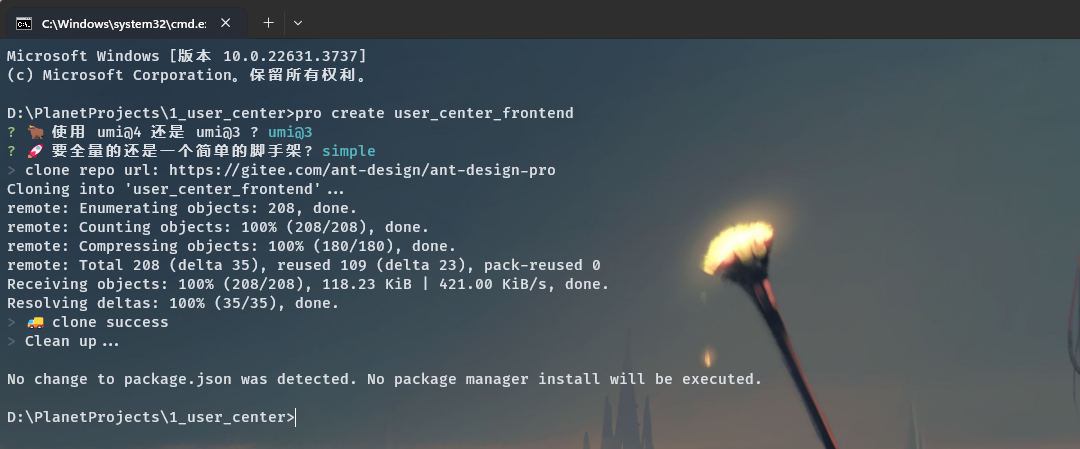 C:\Windows\system32\cmd.e
Microsoft Windows [版本 10.0.22631.3737]
(c) Microsoft Corporation。保留所有权利。
D:\PlanetProjects\1_user_center>pro create user_center_frontend
? 🐂 使用 umi@4 还是 umi@3 ? umi@3
? 🚀 要全量的还是一个简单的脚手架? simple
> clone repo url: https://gitee.com/ant-design/ant-design-pro
Cloning into 'user_center_frontend'...
remote: Enumerating objects: 208, done.
remote: Counting objects: 100% (208/208), done.
remote: Compressing objects: 100% (180/180), done.
remote: Total 208 (delta 35), reused 109 (delta 23), pack-reused 0
Receiving objects: 100% (208/208), 118.23 KiB | 421.00 KiB/s, done.
Resolving deltas: 100% (35/35), done.
> 🚚 clone success
> Clean up...
No change to package.json was detected. No package manager install will be executed.
D:\PlanetProjects\1_user_center>